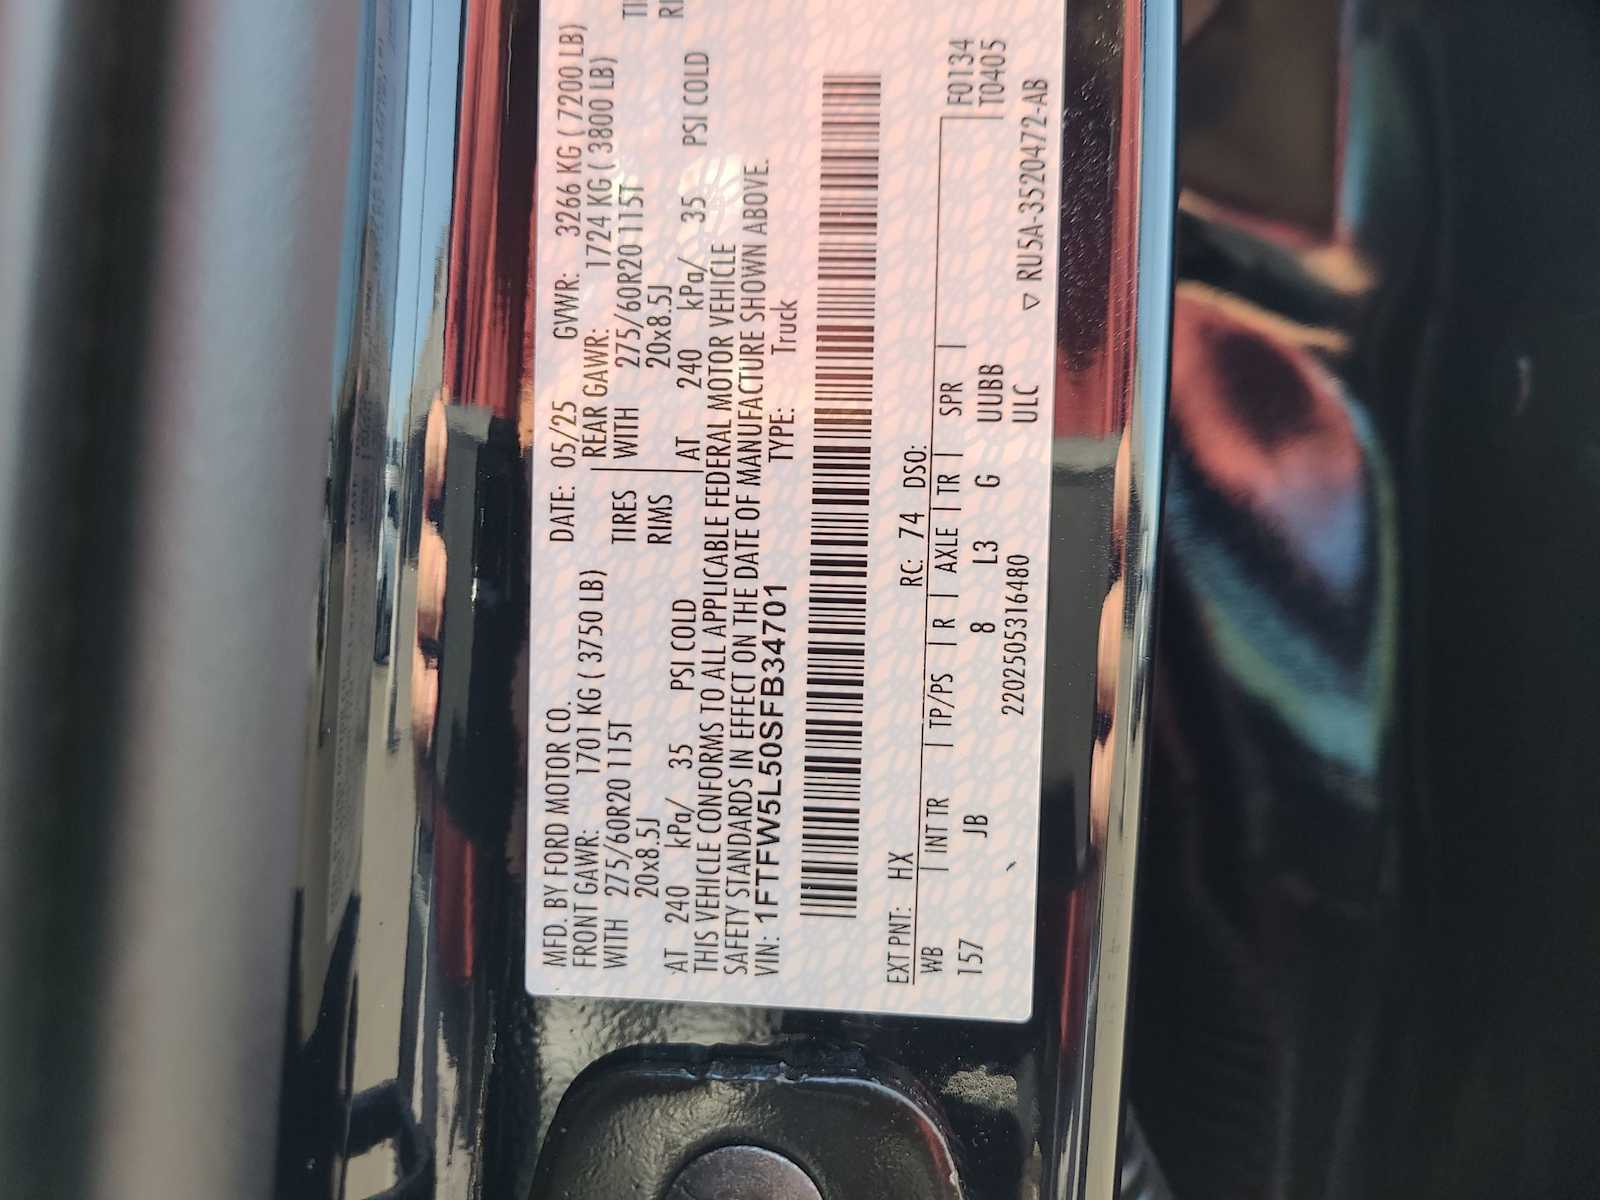 MFD. BY FORD MOTOR CO. DATE: 05/25 GVWR: 3266 KG ( 7200 LB)
FRONT GAWR: 1701 KG ( 3750 LB) REAR GAWR: 1724 KG ( 3800 LB)
WITH 275/60R20 115T TIRES WITH 275/60R20 115T TI
20x8.5J RIMS 20x8.5J RI
AT 240 kPa/ 35 PSI COLD AT 240 kPa/ 35 PSI COLD
THIS VEHICLE CONFORMS TO ALL APPLICABLE FEDERAL MOTOR VEHICLE
SAFETY STANDARDS IN EFFECT ON THE DATE OF MANUFACTURE SHOWN ABOVE.
VIN: 1FTFW5L50SFB34701 TYPE: Truck
EXT PNT: HX RC: 74 DSO:
WB | INT TR | TP/PS | R | AXLE | TR | SPR | F0134
157 JB 8 L3 G UUBB T0405
2202505316480 ULC ▽ RU5A-3520472-AB